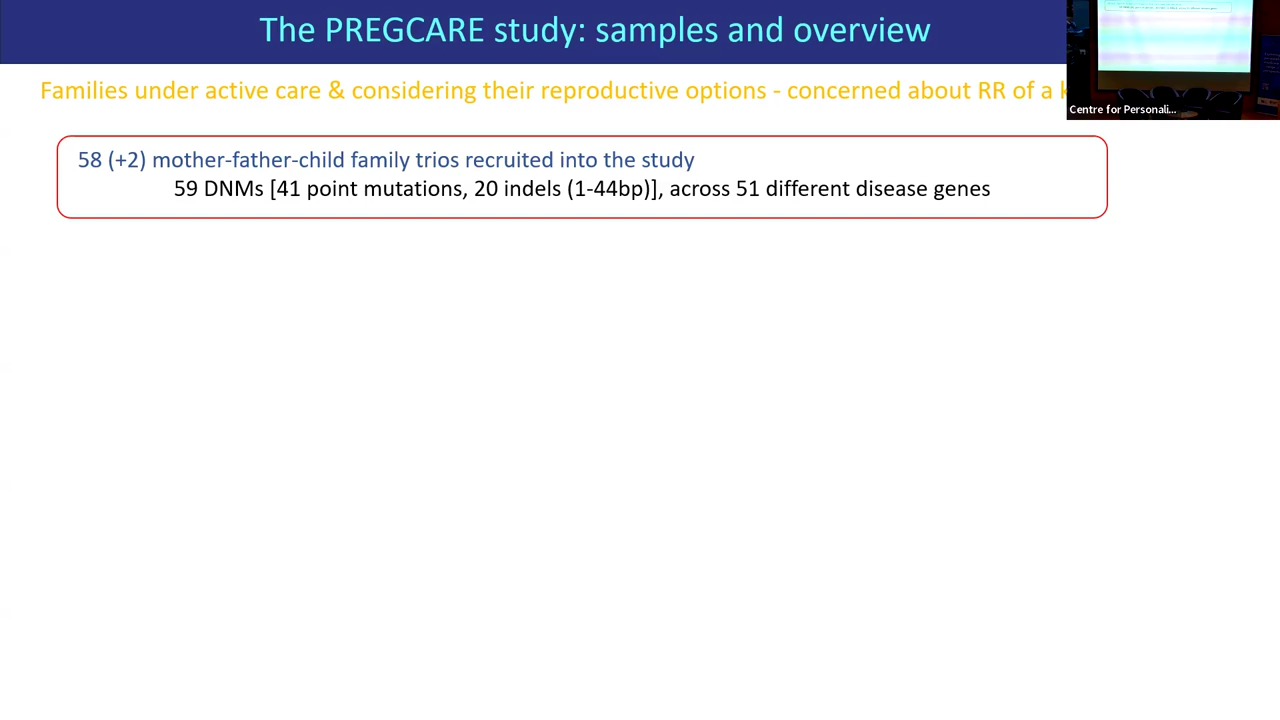 The PREGCARE study: samples and overview
Families under active care & considering their reproductive options - concerned about RR of a
Centre for Personali...
58 (+2) mother-father-child family trios recruited into the study
59 DNMs [41 point mutations, 20 indels (1-44bp)], across 51 different disease genes